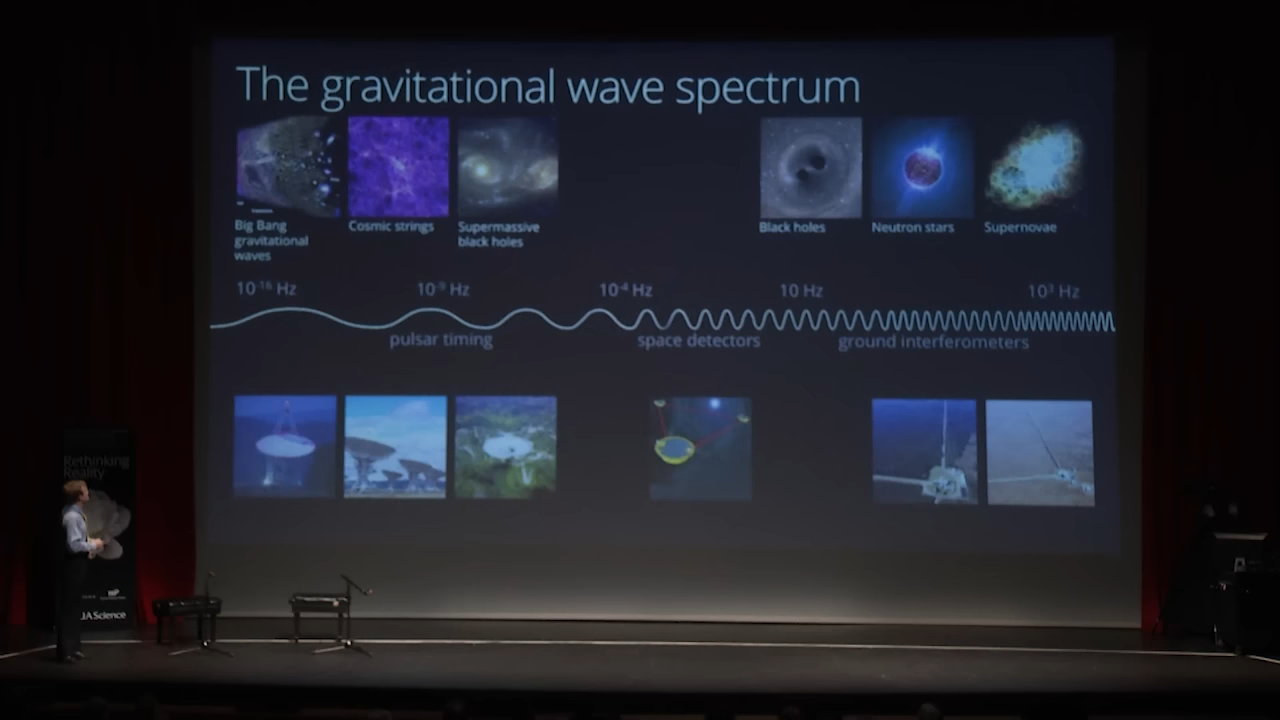 The gravitational wave spectrum
Big Bang
gravitational
waves
Cosmic strings
Supermassive
black holes
Black holes
Neutron stars
Supernovae
10⁻¹⁶ Hz
10⁻⁹ Hz
10⁻⁴ Hz
10 Hz
10³ Hz
pulsar timing
space detectors
ground interferometers
Rethinking
Reality
UA Science